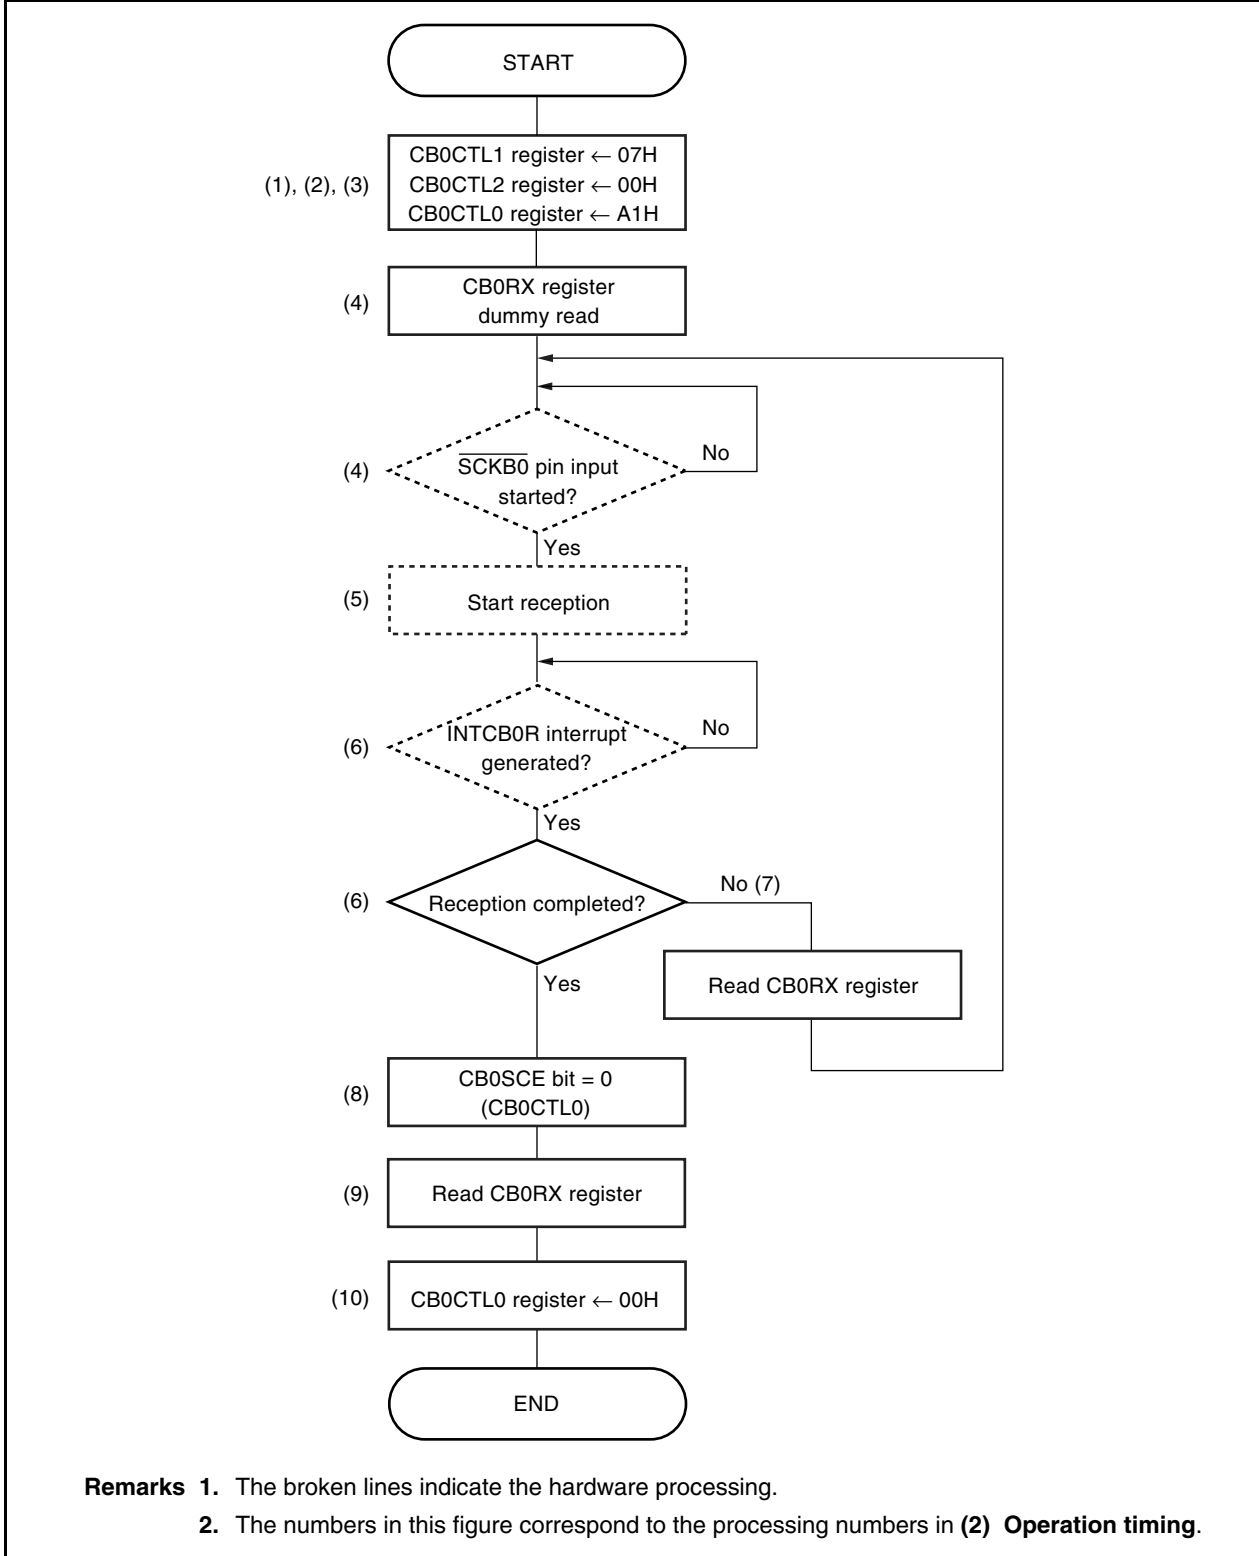 START
(1), (2), (3)
CB0CTL1 register ← 07H
CB0CTL2 register ← 00H
CB0CTL0 register ← A1H
(4)
CB0RX register
dummy read
(4)
SCKB0 pin input
started?
No
Yes
(5)
Start reception
(6)
INTCB0R interrupt
generated?
No
Yes
(6)
Reception completed?
No (7)
Read CB0RX register
Yes
(8)
CB0SCE bit = 0
(CB0CTL0)
(9)
Read CB0RX register
(10)
CB0CTL0 register ← 00H
END
Remarks 1. The broken lines indicate the hardware processing.
2. The numbers in this figure correspond to the processing numbers in (2) Operation timing.